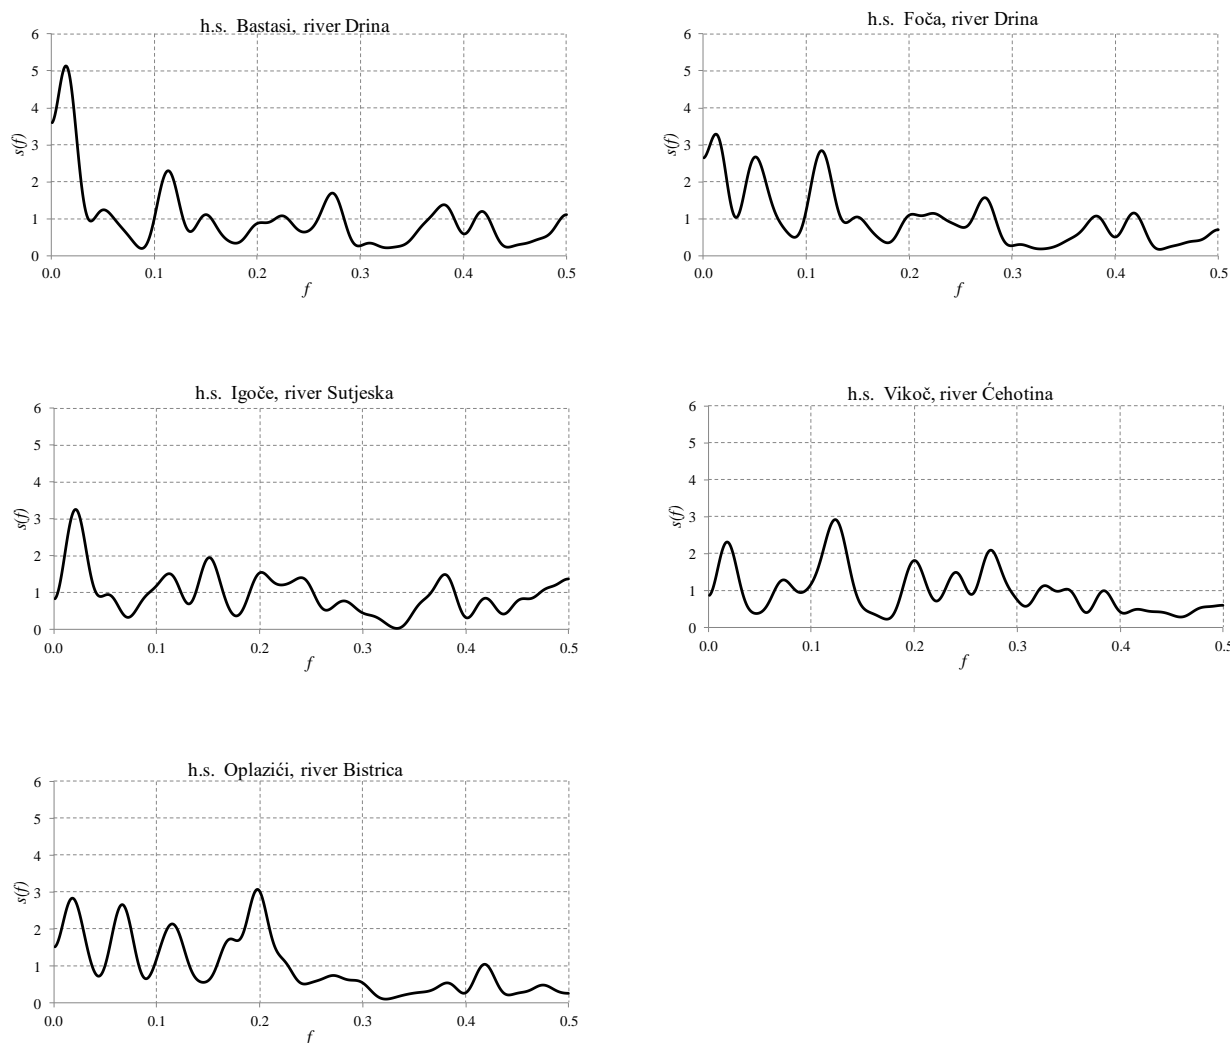 h.s. Bastasi, river Drina
6
5
4
3
2
1
0
s(f)
0.0 0.1 0.2 0.3 0.4 0.5
f
h.s. Foča, river Drina
6
5
4
3
2
1
0
s(f)
0.0 0.1 0.2 0.3 0.4 0.5
f
h.s. Igoče, river Sutjeska
6
5
4
3
2
1
0
s(f)
0.0 0.1 0.2 0.3 0.4 0.5
f
h.s. Vikoč, river Ćehotina
6
5
4
3
2
1
0
s(f)
0.0 0.1 0.2 0.3 0.4 0.5
f
h.s. Oplazići, river Bistrica
6
5
4
3
2
1
0
s(f)
0.0 0.1 0.2 0.3 0.4 0.5
f